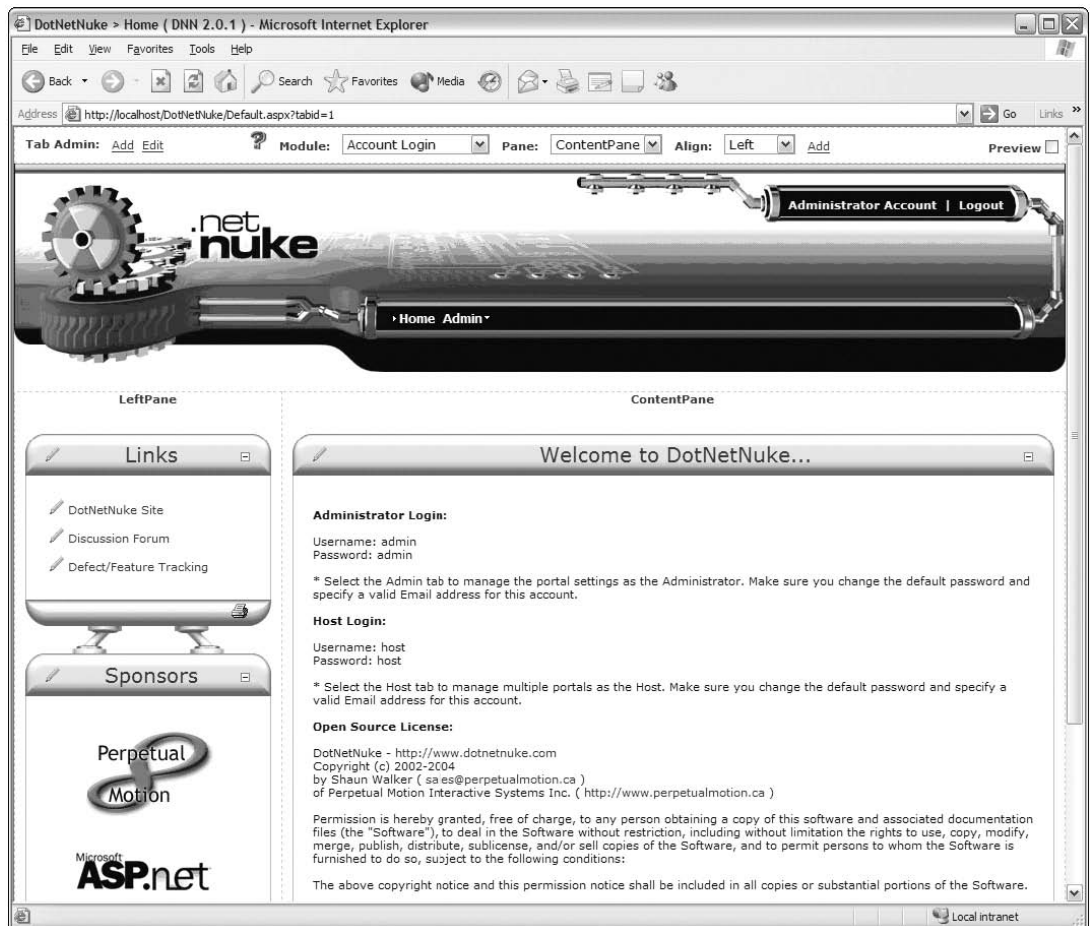 DotNetNuke > Home ( DNN 2.0.1 ) - Microsoft Internet Explorer
File Edit View Favorites Tools Help
Back Search Favorites Media
Address http://localhost/DotNetNuke/Default.aspx?tabid=1 Go Links »
Tab Admin: Add Edit ? Module: Account Login Pane: ContentPane Align: Left Add Preview
Administrator Account | Logout
.net
nuke
Home Admin
LeftPane
ContentPane
Links
DotNetNuke Site
Discussion Forum
Defect/Feature Tracking
Sponsors
Perpetual
Motion
Microsoft
ASP.net
Welcome to DotNetNuke...
Administrator Login:
Username: admin
Password: admin
* Select the Admin tab to manage the portal settings as the Administrator. Make sure you change the default password and
specify a valid Email address for this account.
Host Login:
Username: host
Password: host
* Select the Host tab to manage multiple portals as the Host. Make sure you change the default password and specify a
valid Email address for this account.
Open Source License:
DotNetNuke - http://www.dotnetnuke.com
Copyright (c) 2002-2004
by Shaun Walker ( sales@perpetualmotion.ca )
of Perpetual Motion Interactive Systems Inc. ( http://www.perpetualmotion.ca )
Permission is hereby granted, free of charge, to any person obtaining a copy of this software and associated documentation
files (the "Software"), to deal in the Software without restriction, including without limitation the rights to use, copy, modify,
merge, publish, distribute, sublicense, and/or sell copies of the Software, and to permit persons to whom the Software is
furnished to do so, subject to the following conditions:
The above copyright notice and this permission notice shall be included in all copies or substantial portions of the Software.
Local intranet